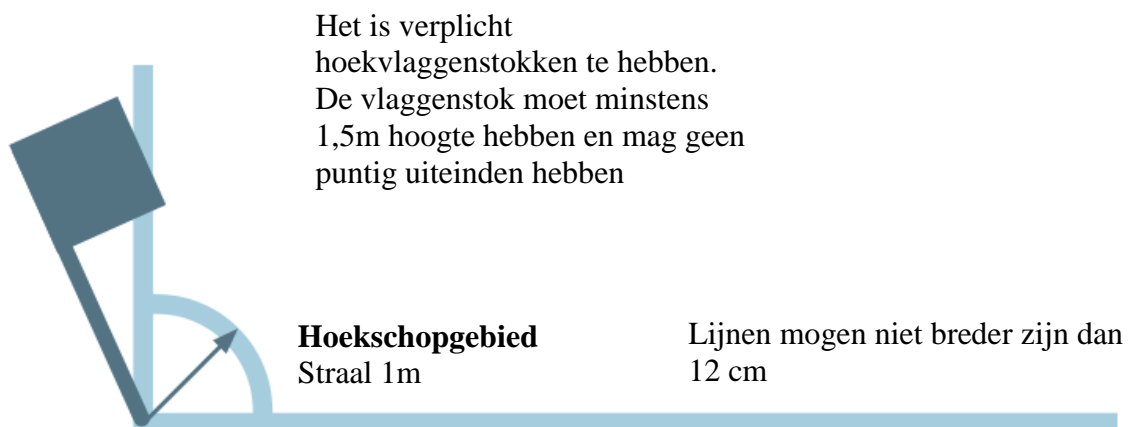 Het is verplicht
hoekvlaggenstokken te hebben.
De vlaggenstok moet minstens
1,5m hoogte hebben en mag geen
puntig uiteinden hebben
Hoekschopgebied
Straal 1m
Lijnen mogen niet breder zijn dan
12 cm